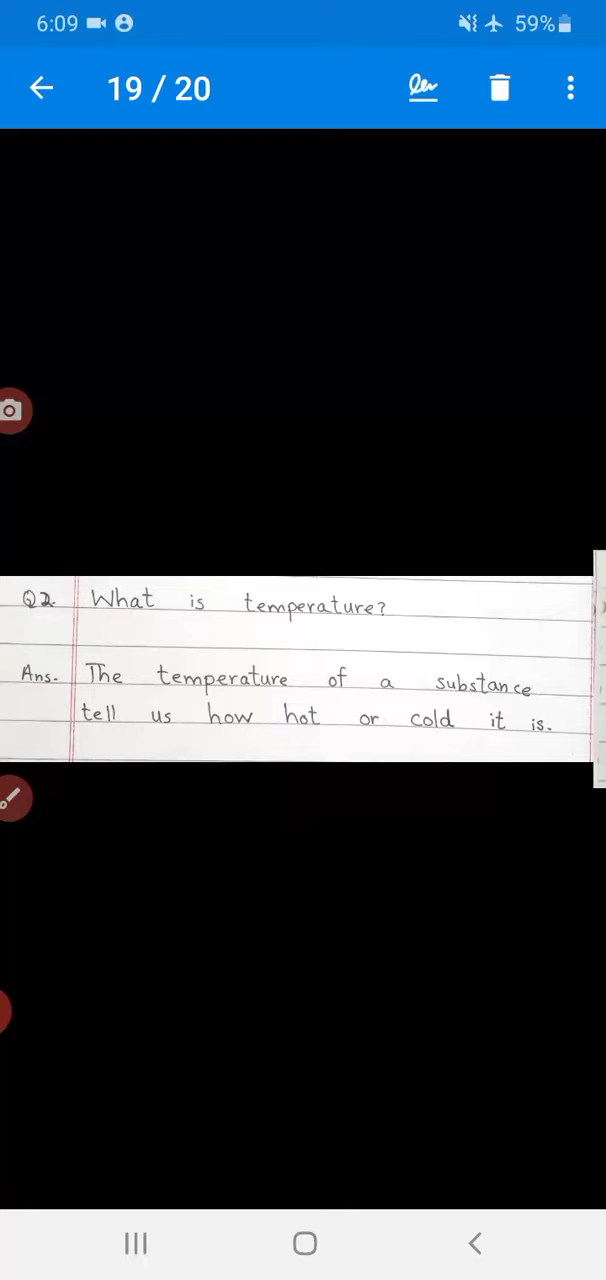 6:09 59%
19 / 20
Q2. What is temperature?
Ans. The temperature of a substance
tell us how hot or cold it is.